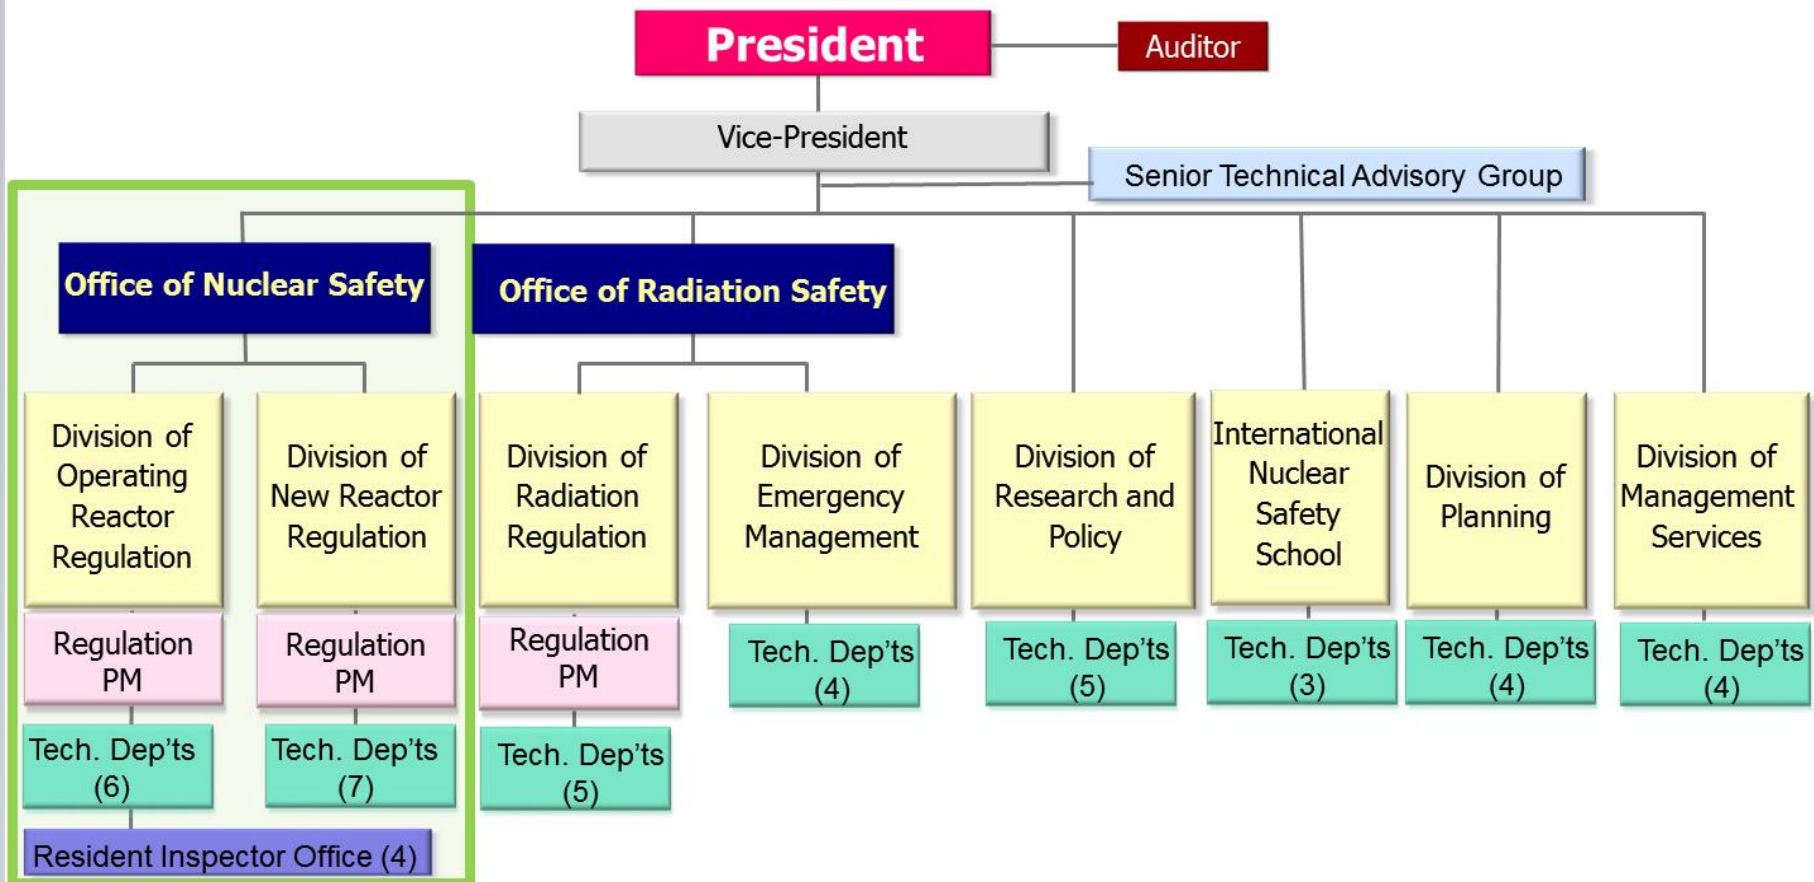 President
Auditor
Vice-President
Senior Technical Advisory Group
Office of Nuclear Safety
Office of Radiation Safety
Division of
Operating
Reactor
Regulation
Division of
New Reactor
Regulation
Division of
Radiation
Regulation
Division of
Emergency
Management
Division of
Research and
Policy
International
Nuclear
Safety
School
Division of
Planning
Division of
Management
Services
Regulation
PM
Regulation
PM
Regulation
PM
Tech. Dep’ts
(4)
Tech. Dep’ts
(5)
Tech. Dep’ts
(3)
Tech. Dep’ts
(4)
Tech. Dep’ts
(4)
Tech. Dep’ts
(6)
Tech. Dep’ts
(7)
Tech. Dep’ts
(5)
Resident Inspector Office (4)